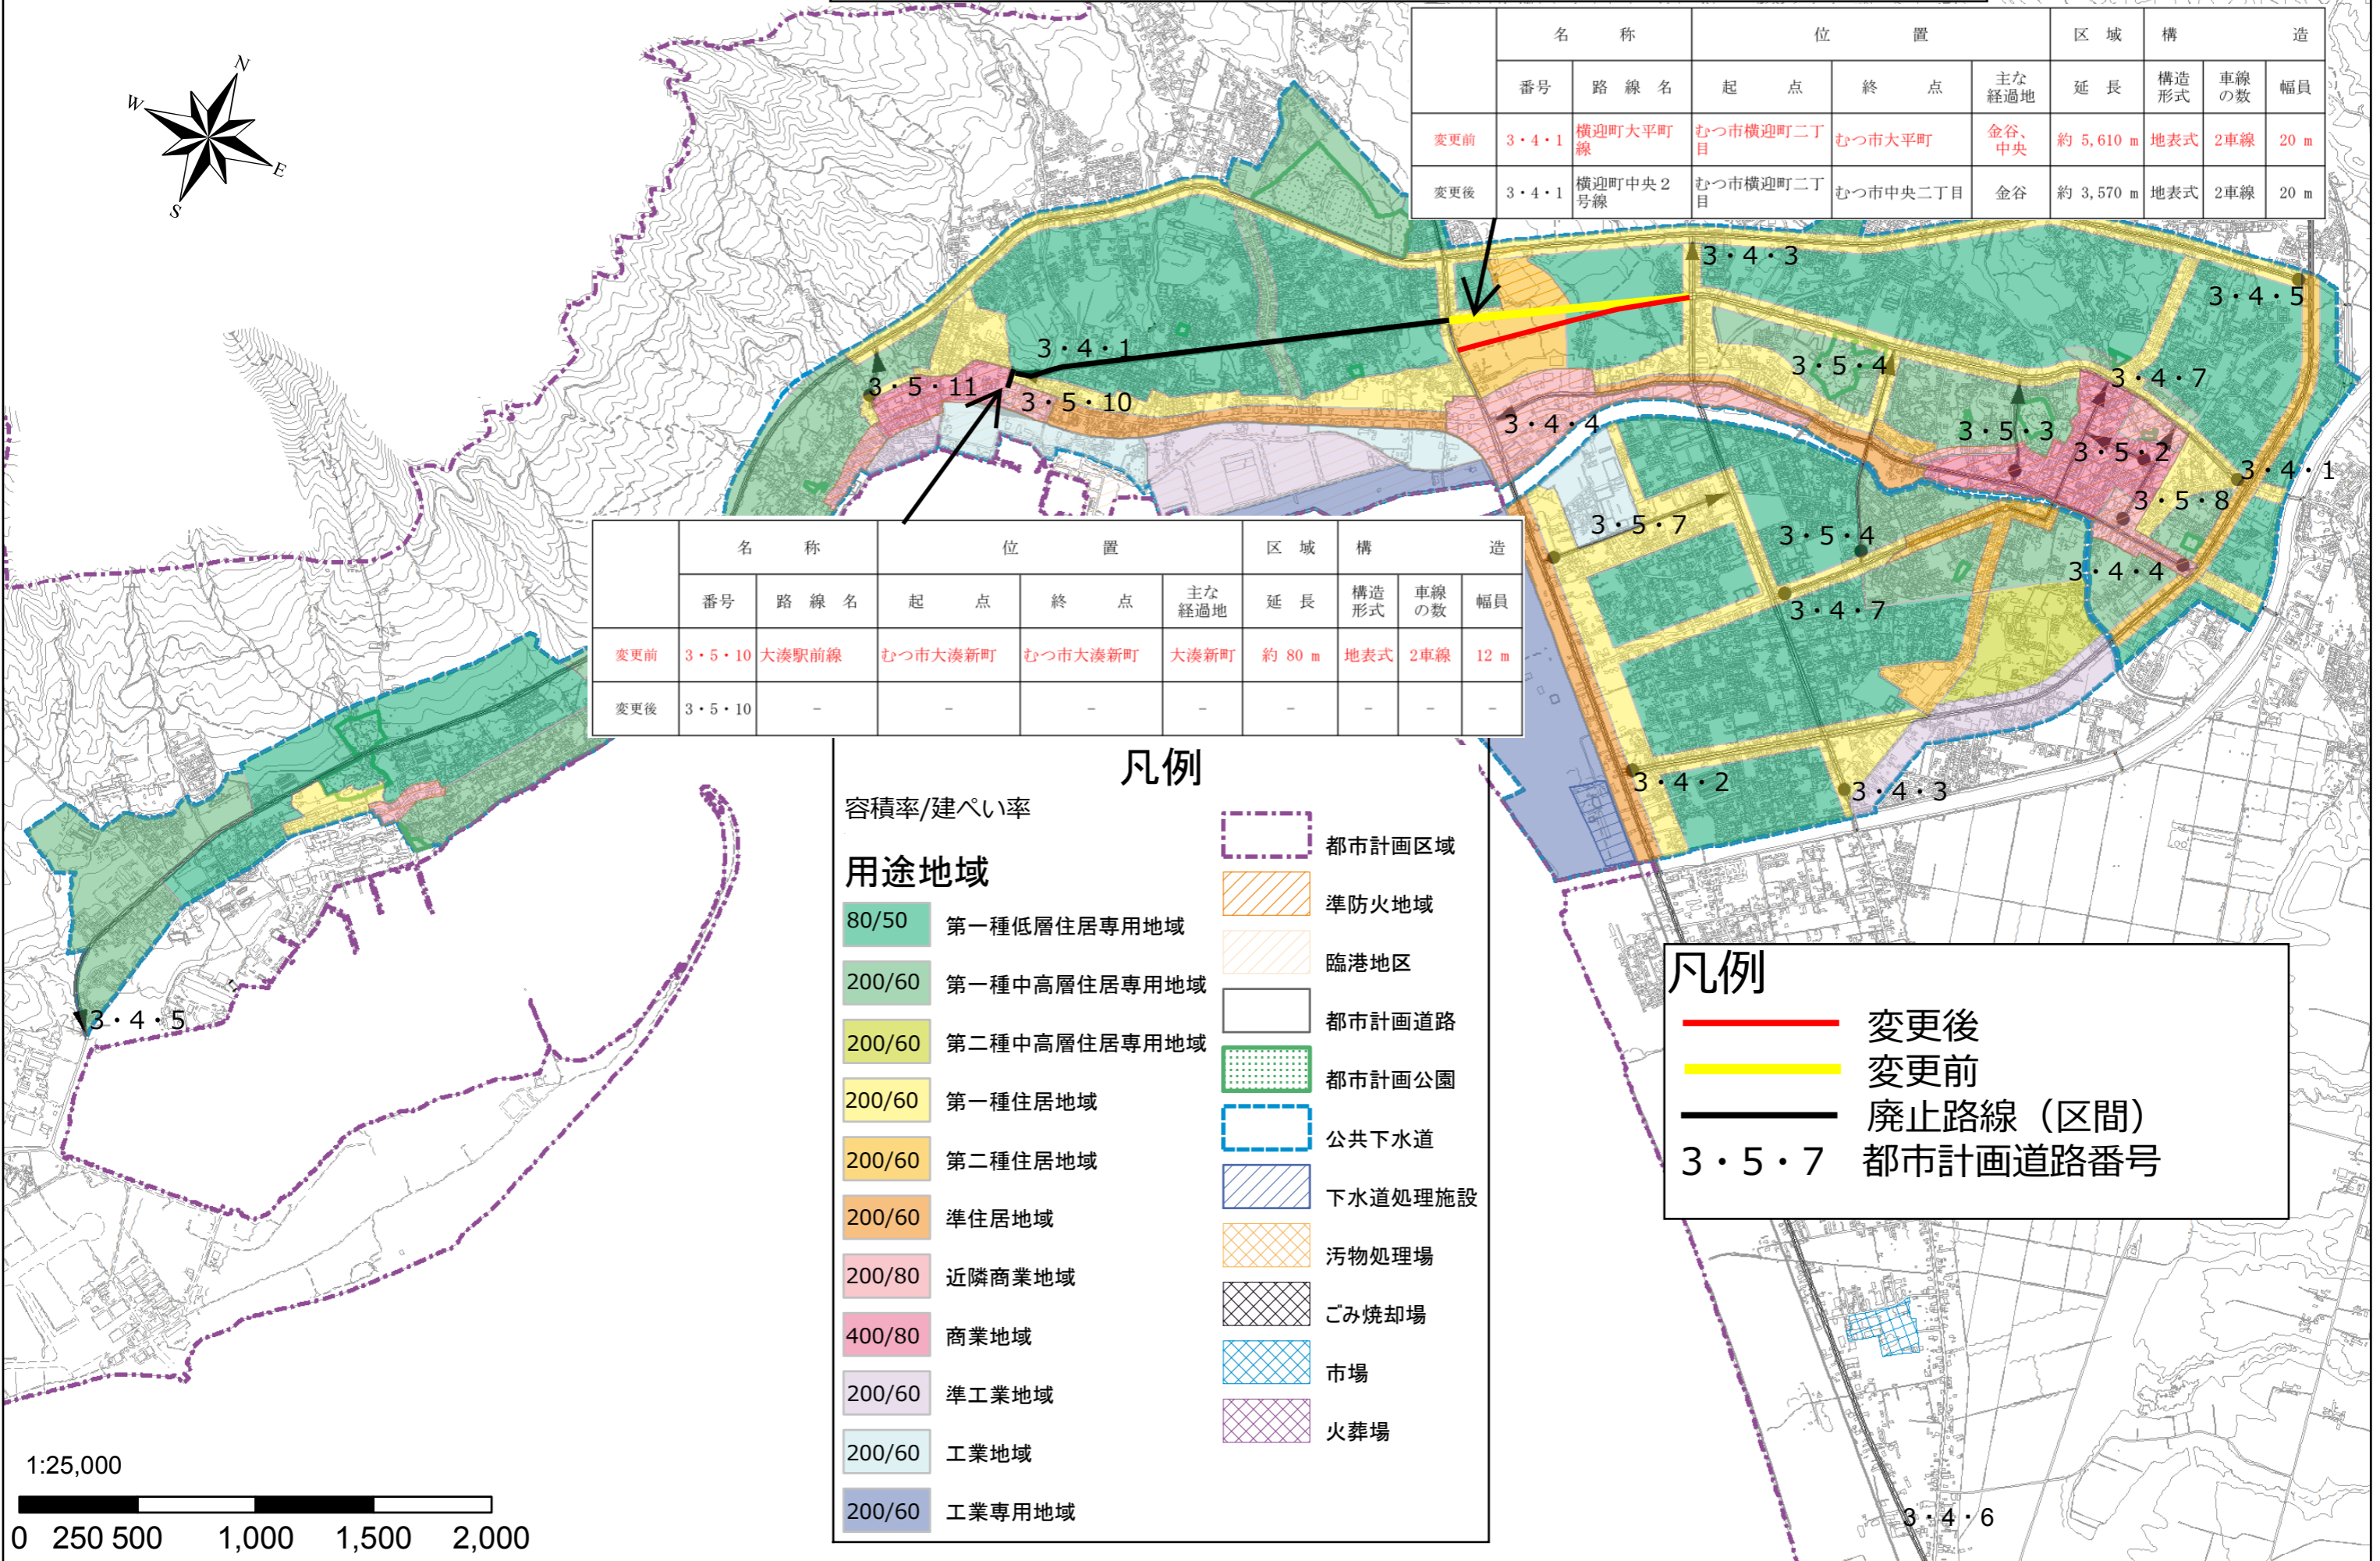 N
W
E
S
名 称 位 置 区 域 構 造
番号 路 線 名 起 点 終 点 主な経過地 延 長 構造形式 車線の数 幅員
変更前 3・4・1 横迎町大平町線 むつ市横迎町二丁目 むつ市大平町 金谷、中央 約 5,610 m 地表式 2車線 20 m
変更後 3・4・1 横迎町中央2号線 むつ市横迎町二丁目 むつ市中央二丁目 金谷 約 3,570 m 地表式 2車線 20 m
3・4・3
3・4・5
3・4・1
3・5・11
3・5・10
3・5・4
3・4・7
3・4・4
3・5・3
3・5・2
3・4・1
3・5・8
3・5・7
3・5・4
3・4・4
3・4・7
3・4・2
3・4・3
名 称 位 置 区 域 構 造
番号 路 線 名 起 点 終 点 主な経過地 延 長 構造形式 車線の数 幅員
変更前 3・5・10 大湊駅前線 むつ市大湊新町 むつ市大湊新町 大湊新町 約 80 m 地表式 2車線 12 m
変更後 3・5・10 － － － － － － － －
3・4・5
凡例
容積率/建ぺい率
用途地域
80/50 第一種低層住居専用地域
200/60 第一種中高層住居専用地域
200/60 第二種中高層住居専用地域
200/60 第一種住居地域
200/60 第二種住居地域
200/60 準住居地域
200/80 近隣商業地域
400/80 商業地域
200/60 準工業地域
200/60 工業地域
200/60 工業専用地域
都市計画区域
準防火地域
臨港地区
都市計画道路
都市計画公園
公共下水道
下水道処理施設
汚物処理場
ごみ焼却場
市場
火葬場
凡例
変更後
変更前
廃止路線（区間）
3・5・7 都市計画道路番号
3・4・6
1:25,000
0 250 500 1,000 1,500 2,000